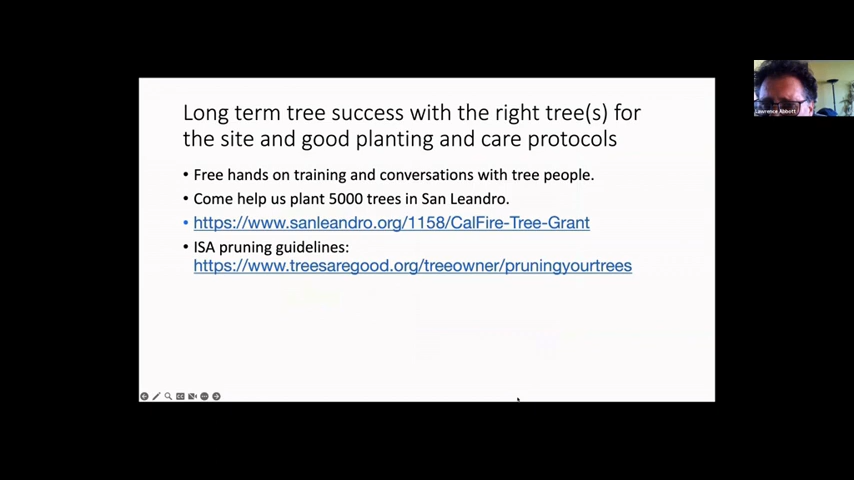 Long term tree success with the right tree(s) for
the site and good planting and care protocols
• Free hands on training and conversations with tree people.
• Come help us plant 5000 trees in San Leandro.
• https://www.sanleandro.org/1158/CalFire-Tree-Grant
• ISA pruning guidelines:
https://www.treesaregood.org/treeowner/pruningyourtrees
Lawrence Abbott